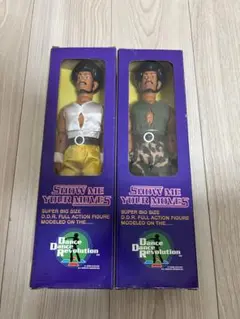 SHOW ME
YOUR MOVES
SUPER BIG SIZE
D.D.R. FULL ACTION FIGURE
MODELED ON THE.....
Dance
Dance
Revolution
SHOW ME
YOUR MOVES
SUPER BIG SIZE
D.D.R. FULL ACTION FIGURE
MODELED ON THE.....
Dance
Dance
Revolution